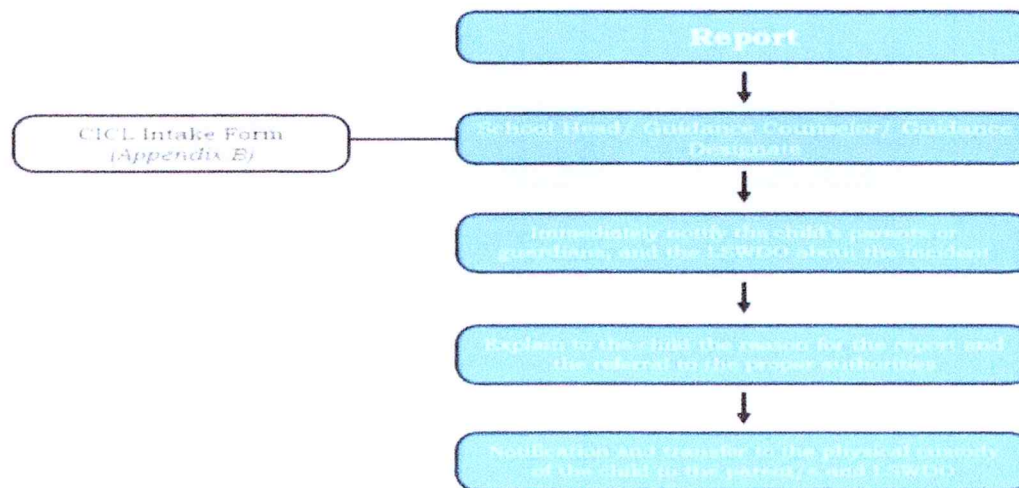 Report
CICL Intake Form
(Appendix B)
School Head/ Guidance Counselor/ Guidance
Designate
Immediately notify the child's parents or
guardians, and the LSWDO about the incident
Explain to the child the reason for the report and
the referral to the proper authorities
Notification and transfer to the physical custody
of the child to the parent/s and LSWDO